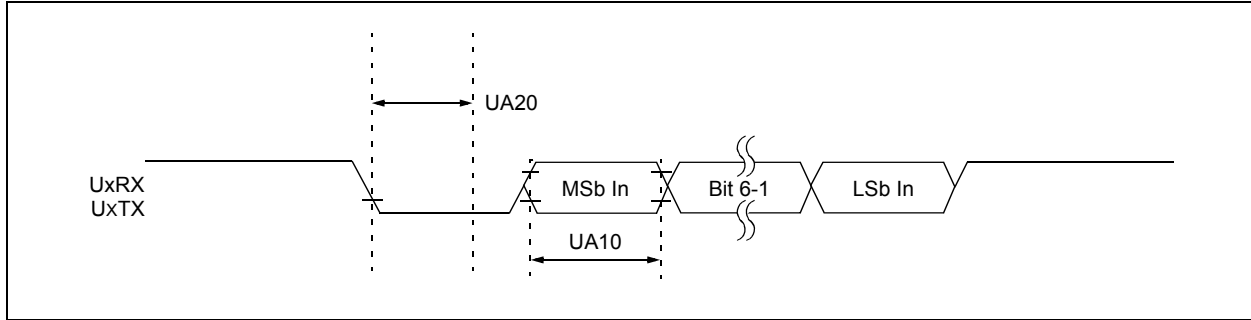 UA20
UxRX
UxTX
MSb In
Bit 6-1
LSb In
UA10